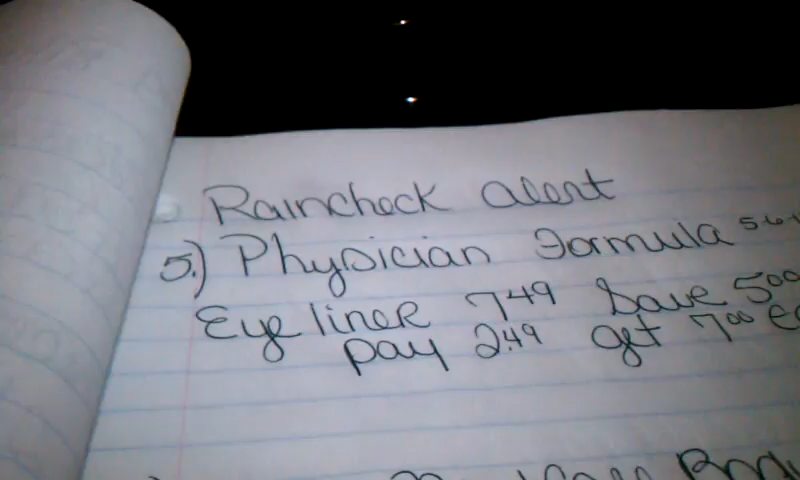 Raincheck alert
5.) Physician Formula
Eye liner 7.49 Save 5.00
pay 2.49 get 7.00